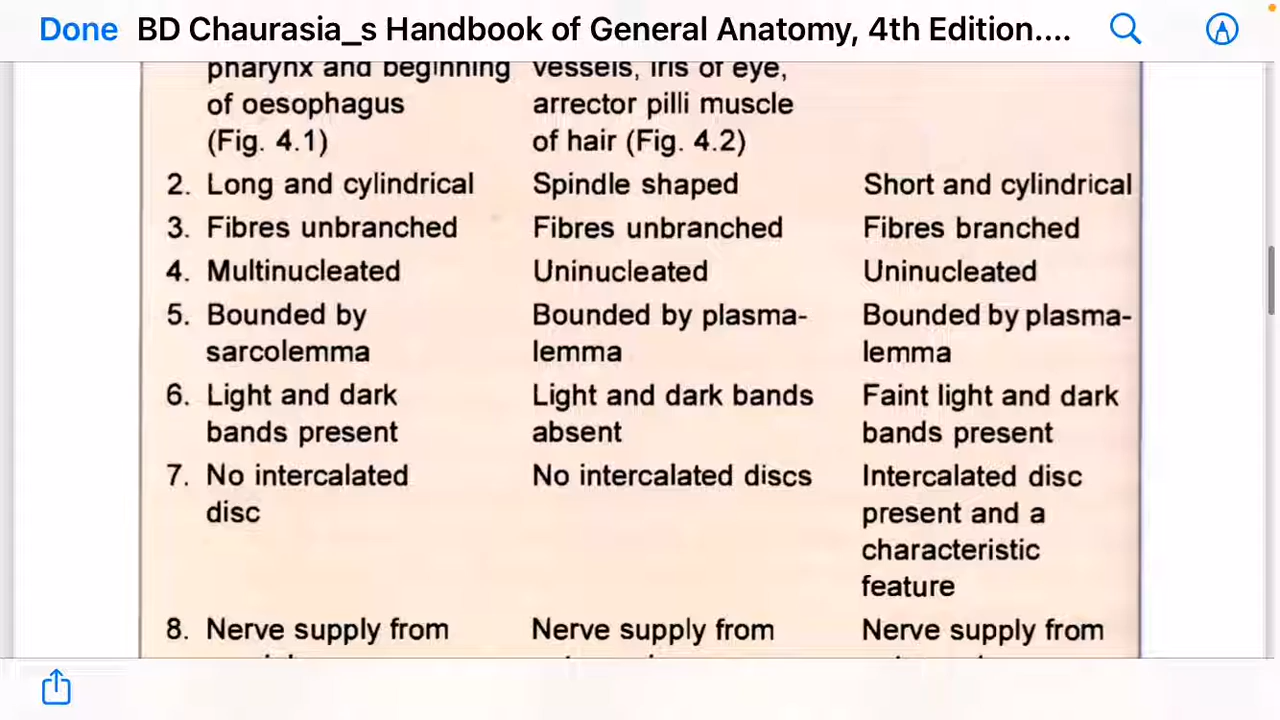 Done BD Chaurasia_s Handbook of General Anatomy, 4th Edition....
pharynx and beginning vessels, iris of eye,
of oesophagus arrector pilli muscle
(Fig. 4.1) of hair (Fig. 4.2)
2. Long and cylindrical Spindle shaped Short and cylindrical
3. Fibres unbranched Fibres unbranched Fibres branched
4. Multinucleated Uninucleated Uninucleated
5. Bounded by Bounded by plasma- Bounded by plasma-
sarcolemma lemma lemma
6. Light and dark Light and dark bands Faint light and dark
bands present absent bands present
7. No intercalated No intercalated discs Intercalated disc
disc present and a
characteristic
feature
8. Nerve supply from Nerve supply from Nerve supply from